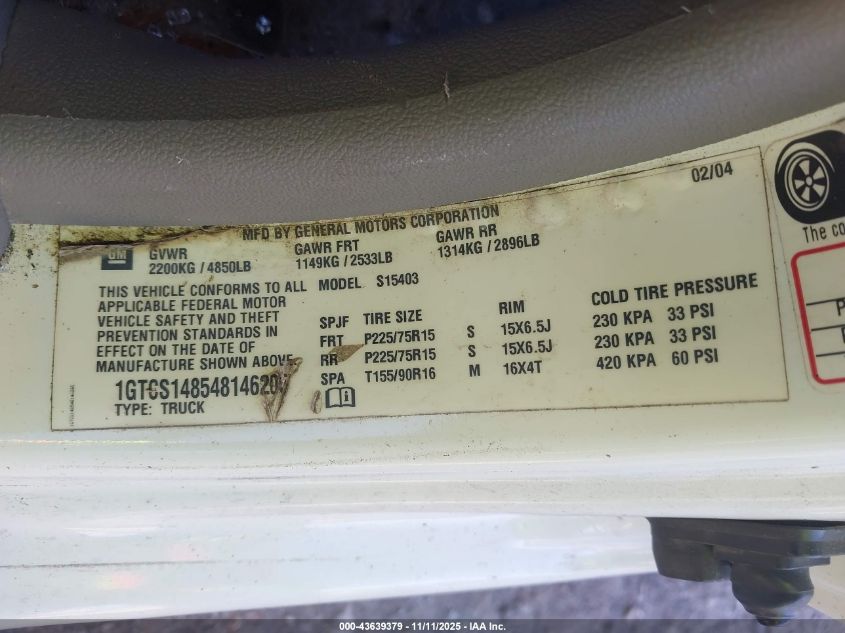 02/04
MFD BY GENERAL MOTORS CORPORATION
GM
GVWR GAWR FRT GAWR RR
2200KG / 4850LB 1149KG / 2533LB 1314KG / 2896LB
THIS VEHICLE CONFORMS TO ALL MODEL S15403
APPLICABLE FEDERAL MOTOR
VEHICLE SAFETY AND THEFT
PREVENTION STANDARDS IN
EFFECT ON THE DATE OF
MANUFACTURE SHOWN ABOVE
SPJF TIRE SIZE RIM COLD TIRE PRESSURE
FRT P225/75R15 S 15X6.5J 230 KPA 33 PSI
RR P225/75R15 S 15X6.5J 230 KPA 33 PSI
SPA T155/90R16 M 16X4T 420 KPA 60 PSI
TYPE: TRUCK
The co
000-43639379 - 11/11/2025 - IAA Inc.